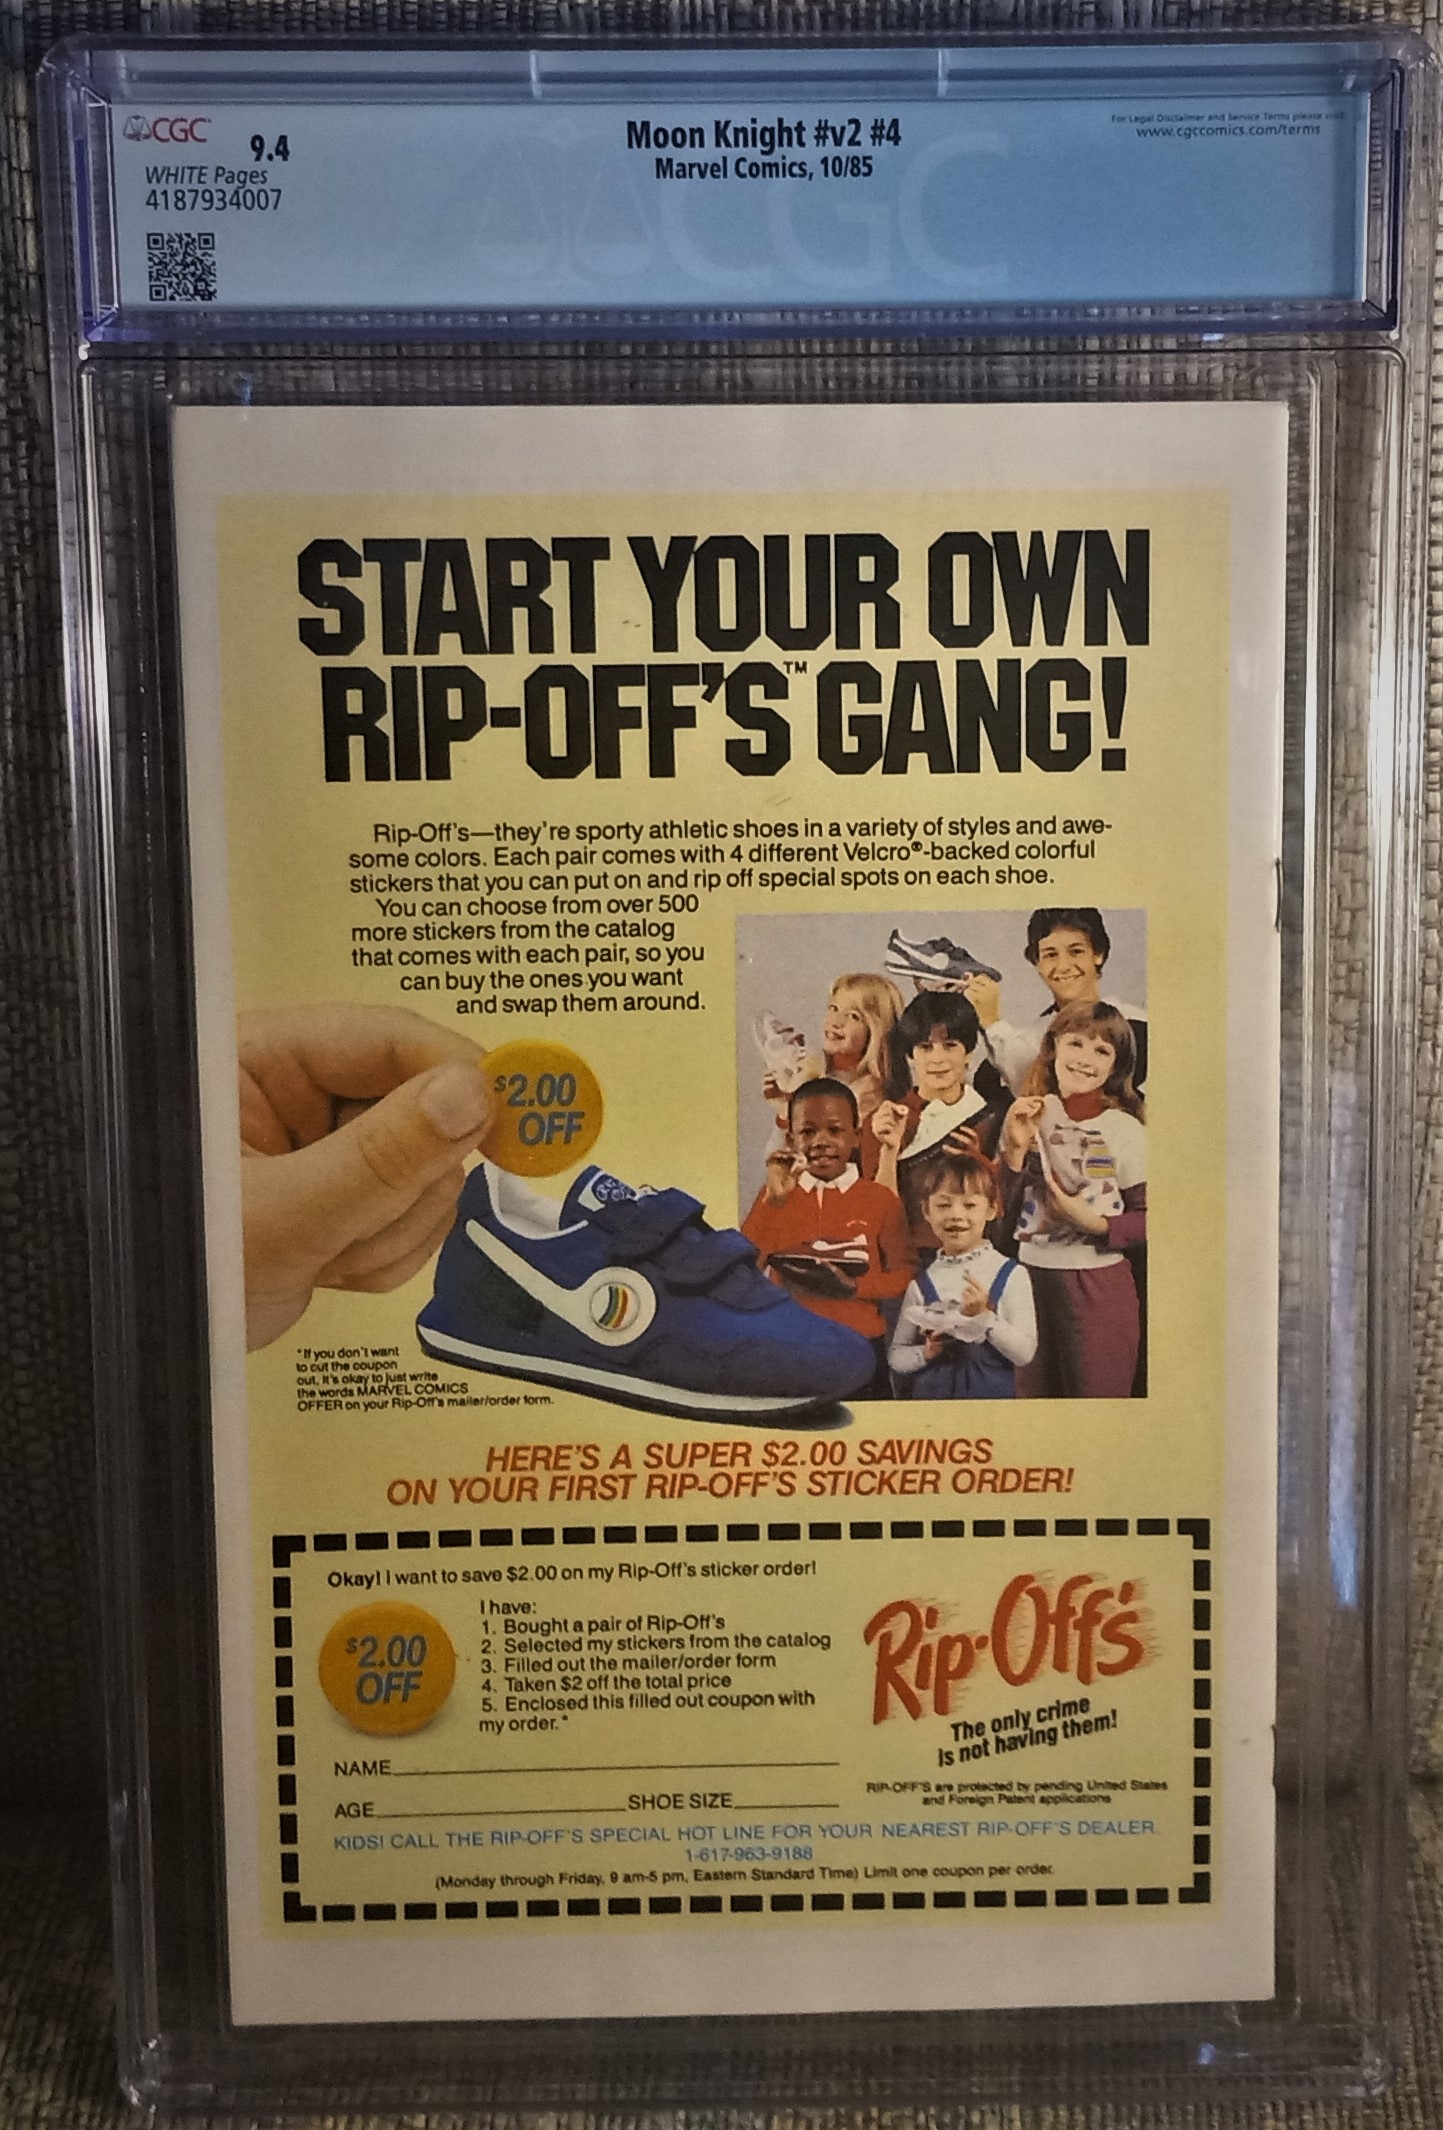 CGC
9.4
WHITE Pages
4187934007
Moon Knight #v2 #4
Marvel Comics, 10/85
For Legal Disclaimer and Service Terms please visit:
www.cgccomics.com/terms
CGC
START YOUR OWN
RIP-OFF'S™ GANG!
Rip-Off's—they're sporty athletic shoes in a variety of styles and awe-
some colors. Each pair comes with 4 different Velcro®-backed colorful
stickers that you can put on and rip off special spots on each shoe.
You can choose from over 500
more stickers from the catalog
that comes with each pair, so you
can buy the ones you want
and swap them around.
$2.00
OFF
*If you don't want
to cut the coupon
out, it's okay to just write
the words MARVEL COMICS
OFFER on your Rip-Off's mailer/order form.
HERE'S A SUPER $2.00 SAVINGS
ON YOUR FIRST RIP-OFF'S STICKER ORDER!
Okay! I want to save $2.00 on my Rip-Off's sticker order!
$2.00
OFF
I have:
1. Bought a pair of Rip-Off's
2. Selected my stickers from the catalog
3. Filled out the mailer/order form
4. Taken $2 off the total price
5. Enclosed this filled out coupon with
my order.*
Rip-Off's
The only crime
is not having them!
NAME
AGE SHOE SIZE
RIP-OFF'S are protected by pending United States
and Foreign Patent applications
KIDS! CALL THE RIP-OFF'S SPECIAL HOT LINE FOR YOUR NEAREST RIP-OFF'S DEALER.
1-617-963-9188
(Monday through Friday, 9 am-5 pm, Eastern Standard Time) Limit one coupon per order.